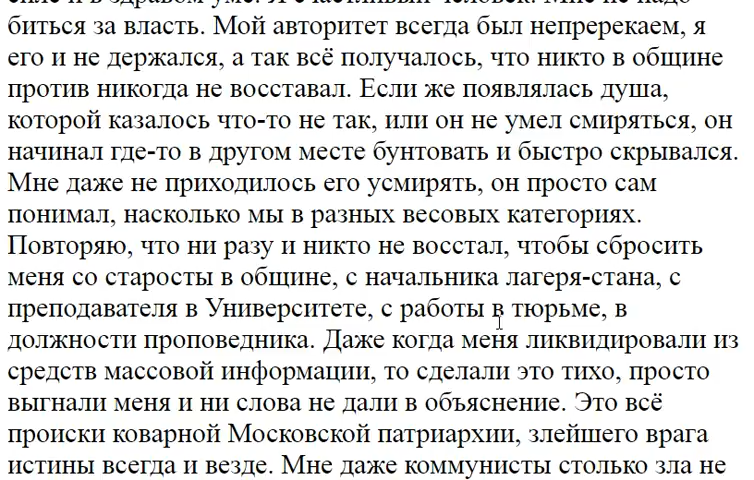 силе и в здравом уме. Я счастливый человек. Мне не надо
биться за власть. Мой авторитет всегда был непререкаем, я
его и не держался, а так всё получалось, что никто в общине
против никогда не восставал. Если же появлялась душа,
которой казалось что-то не так, или он не умел смиряться, он
начинал где-то в другом месте бунтовать и быстро скрывался.
Мне даже не приходилось его усмирять, он просто сам
понимал, насколько мы в разных весовых категориях.
Повторяю, что ни разу и никто не восстал, чтобы сбросить
меня со старосты в общине, с начальника лагеря-стана, с
преподавателя в Университете, с работы в тюрьме, в
должности проповедника. Даже когда меня ликвидировали из
средств массовой информации, то сделали это тихо, просто
выгнали меня и ни слова не дали в объяснение. Это всё
происки коварной Московской патриархии, злейшего врага
истины всегда и везде. Мне даже коммунисты столько зла не